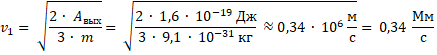 v₁ = √(2 · Aвых / 3 · m) = √(2 · 1,6 · 10⁻¹⁹ Дж / 3 · 9,1 · 10⁻³¹ кг) ≈ 0,34 · 10⁶ м/с = 0,34 Мм/с